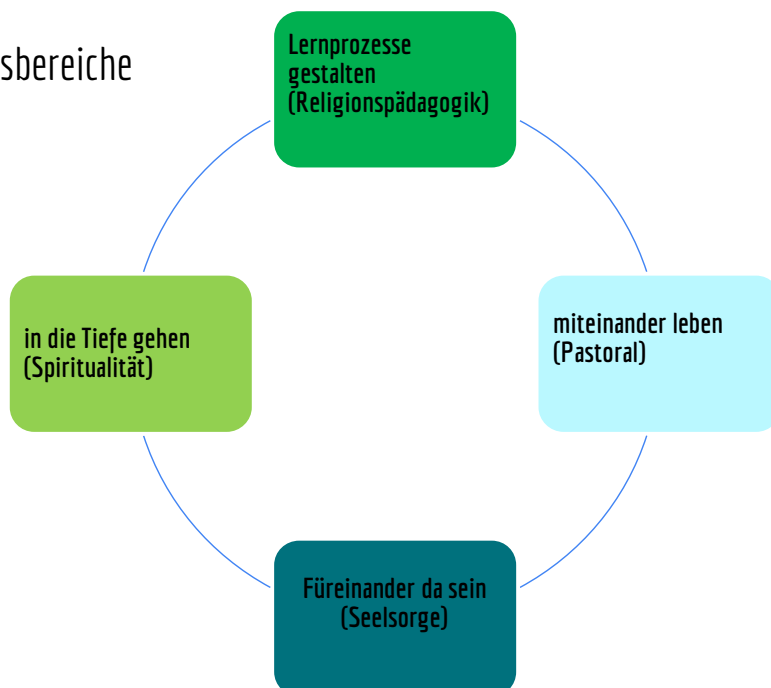 sbereiche
Lernprozesse
gestalten
(Religionspädagogik)
miteinander leben
(Pastoral)
in die Tiefe gehen
(Spiritualität)
Füreinander da sein
(Seelsorge)